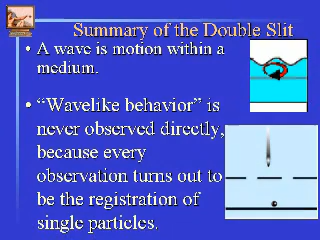 Summary of the Double Slit
• A wave is motion within a
medium.
• “Wavelike behavior” is
never observed directly,
because every
observation turns out to
be the registration of
single particles.